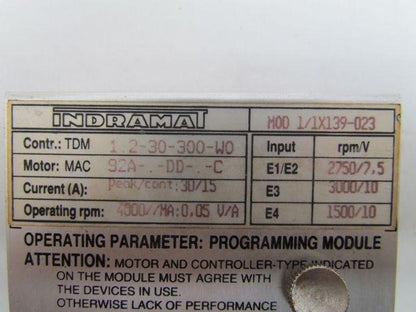 INDRAMAT
MOD 1/1X139-023
Contr.: TDM 1.2-30-300-W0
Input rpm/V
Motor: MAC 92A-.-DD-.-C
E1/E2 2750/7,5
Current (A): Peak/cont:30/15
E3 3000/10
Operating rpm: 4000//MA:0,05 V/A
E4 1500/10
OPERATING PARAMETER: PROGRAMMING MODULE
ATTENTION: MOTOR AND CONTROLLER-TYPE INDICATED
ON THE MODULE MUST AGREE WITH
THE DEVICES IN USE.
OTHERWISE LACK OF PERFORMANCE